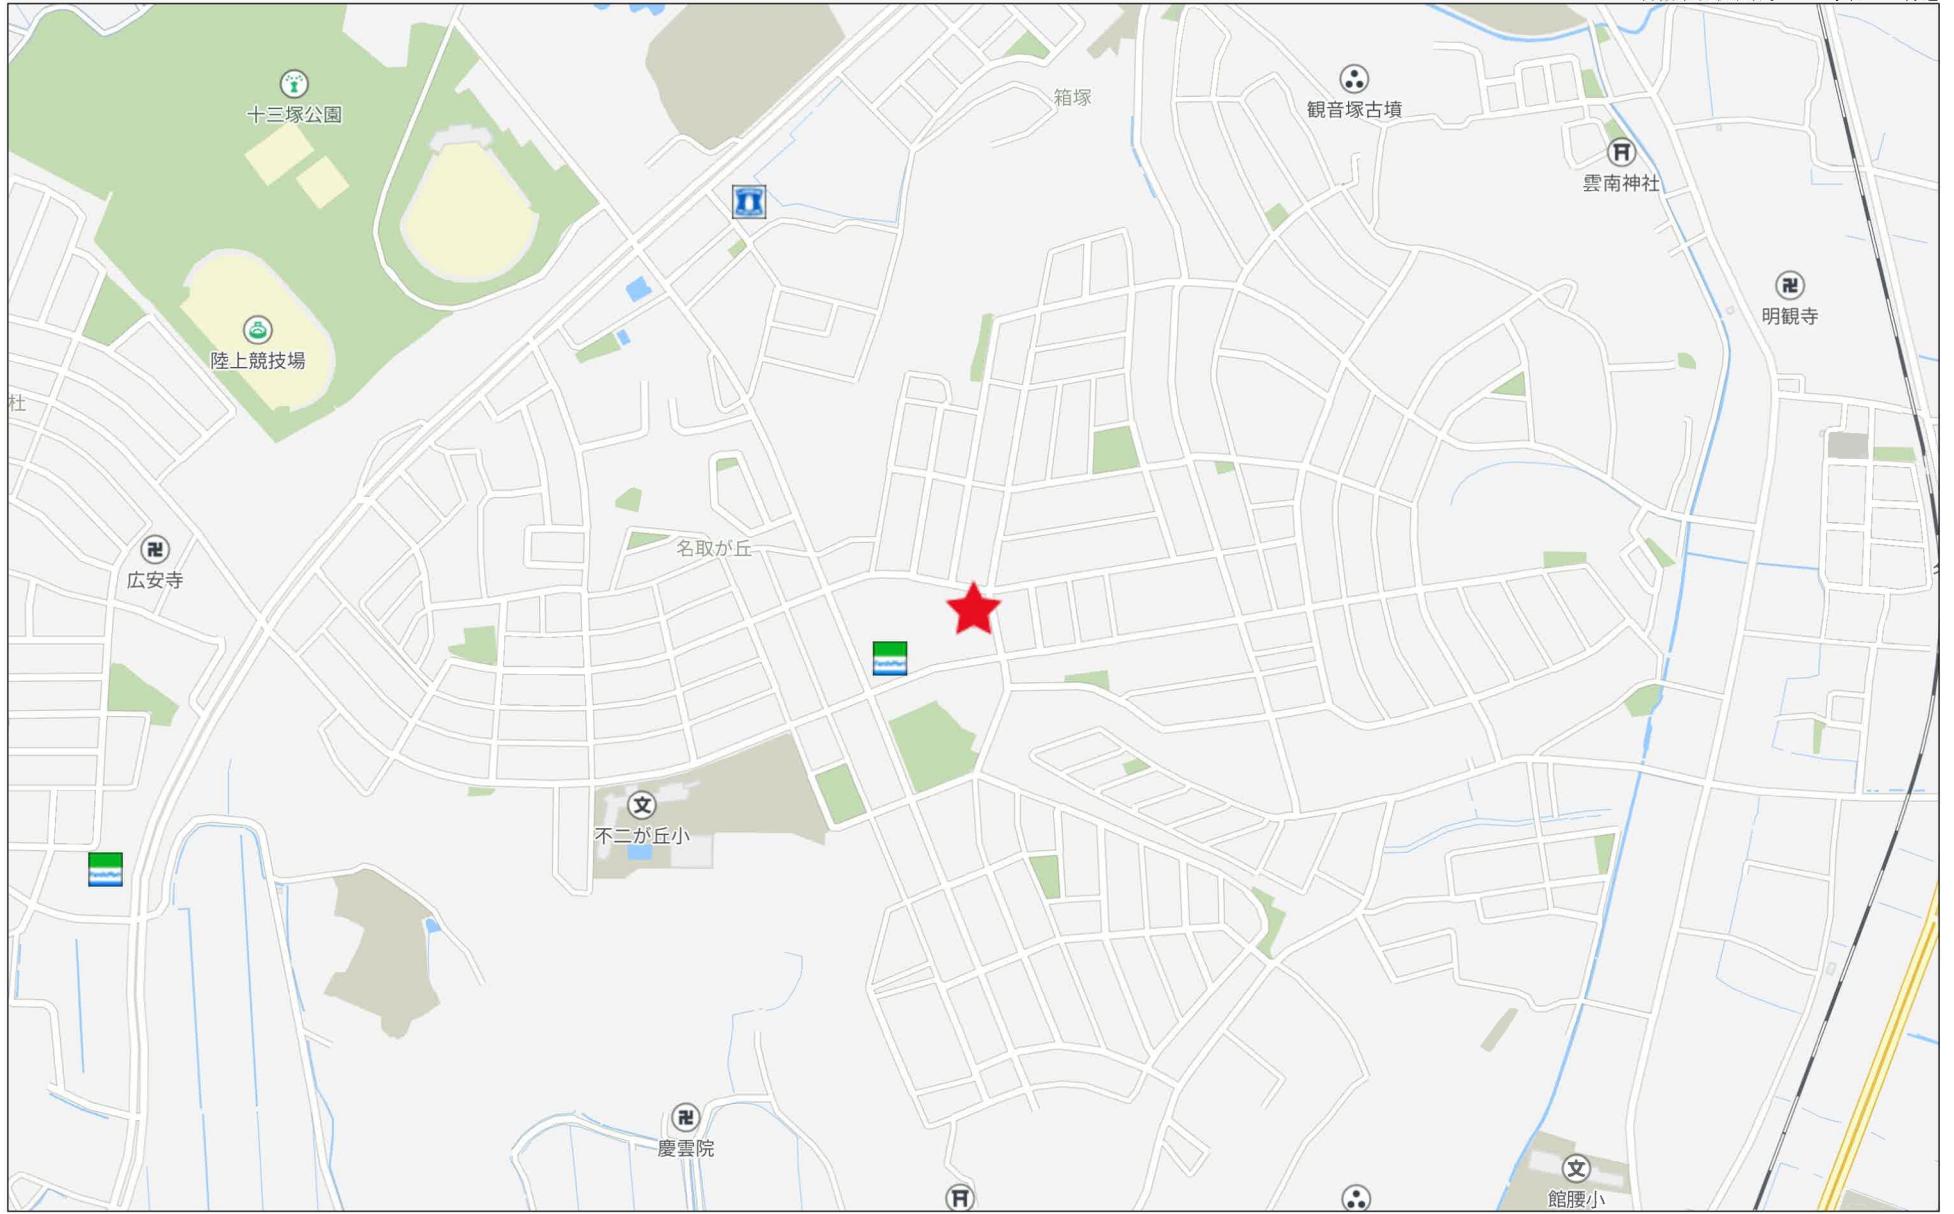 十三塚公園
箱塚
観音塚古墳
雲南神社
明観寺
陸上競技場
杜
名取が丘
広安寺
FamilyMart
不二が丘小
FamilyMart
慶雲院
館腰小